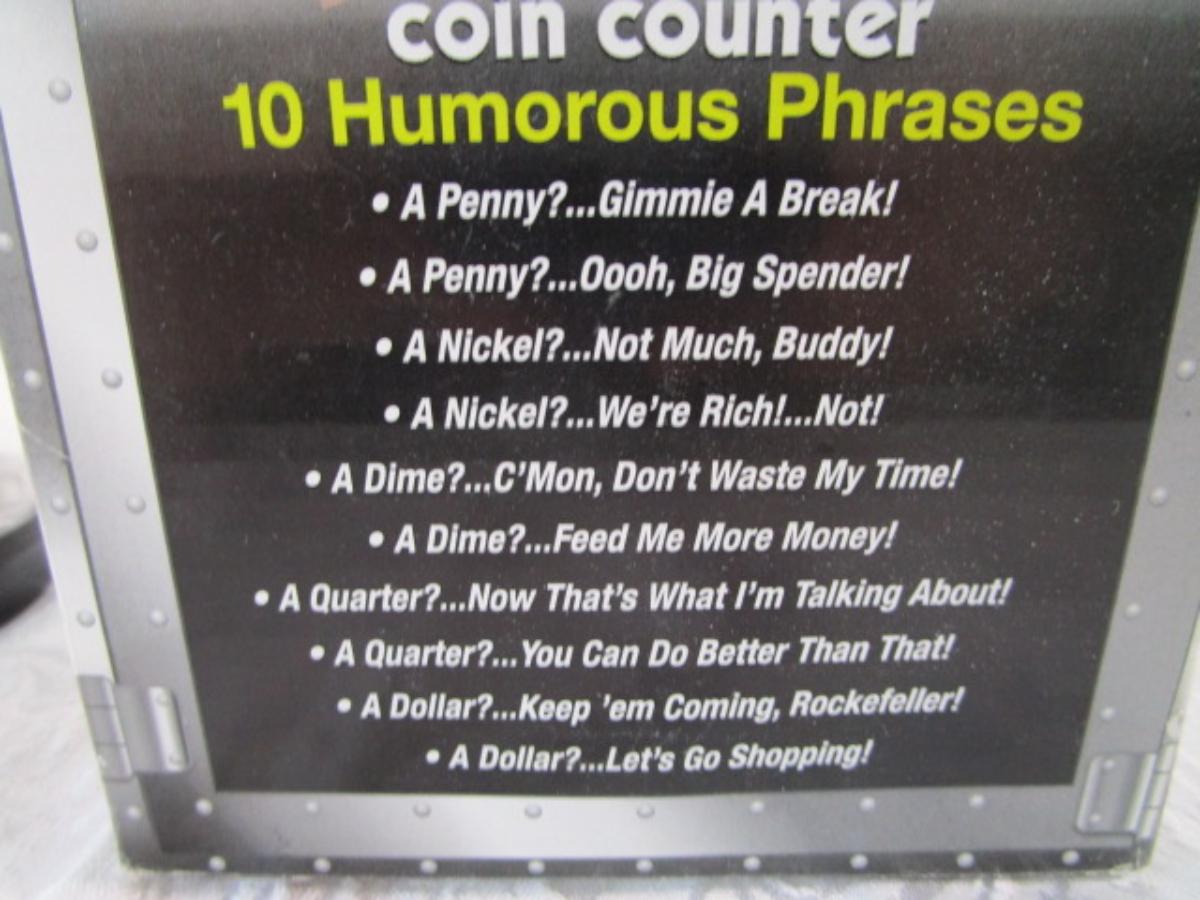 coin counter
10 Humorous Phrases
• A Penny?...Gimmie A Break!
• A Penny?...Oooh, Big Spender!
• A Nickel?...Not Much, Buddy!
• A Nickel?...We're Rich!...Not!
• A Dime?...C'Mon, Don't Waste My Time!
• A Dime?...Feed Me More Money!
• A Quarter?...Now That's What I'm Talking About!
• A Quarter?...You Can Do Better Than That!
• A Dollar?...Keep 'em Coming, Rockefeller!
• A Dollar?...Let's Go Shopping!